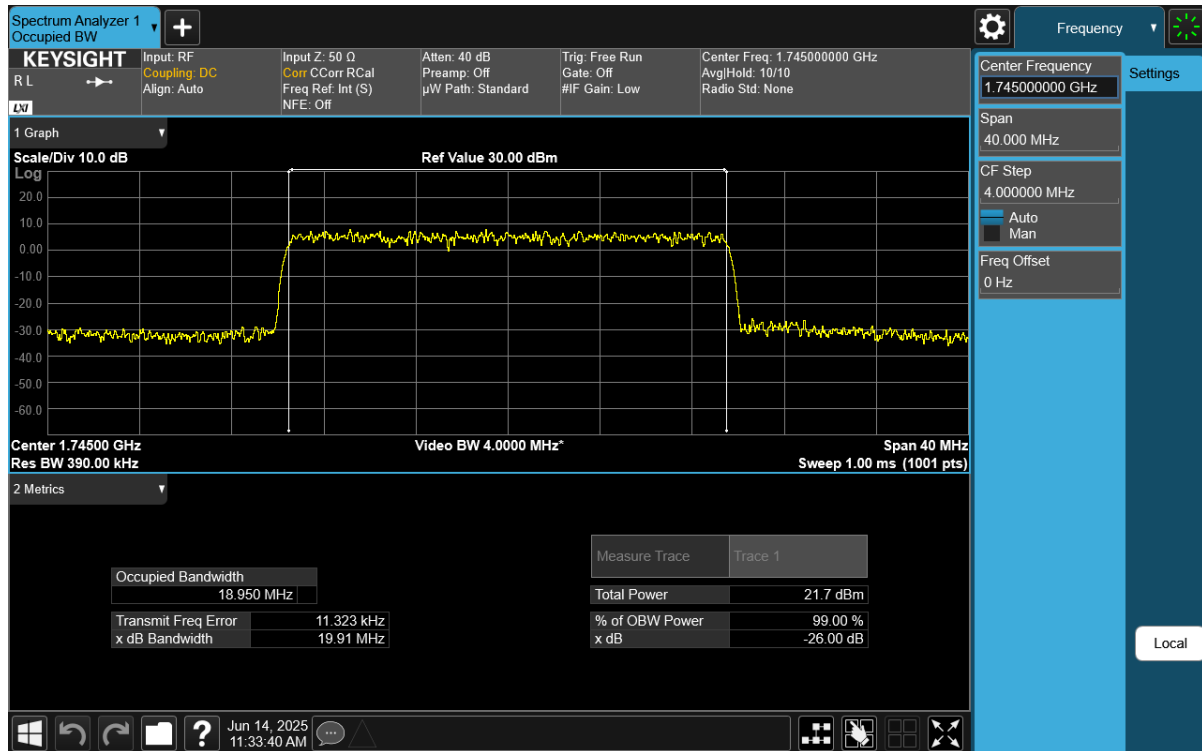 Spectrum Analyzer 1
Occupied BW
Frequency
KEYSIGHT
R L
LXI
Input: RF
Coupling: DC
Align: Auto
Input Z: 50 Ω
Corr CCorr RCal
Freq Ref: Int (S)
NFE: Off
Atten: 40 dB
Preamp: Off
µW Path: Standard
Trig: Free Run
Gate: Off
#IF Gain: Low
Center Freq: 1.745000000 GHz
Avg|Hold: 10/10
Radio Std: None
Center Frequency
1.745000000 GHz
Settings
Span
40.000 MHz
CF Step
4.000000 MHz
Auto
Man
Freq Offset
0 Hz
Local
1 Graph
Scale/Div 10.0 dB
Ref Value 30.00 dBm
Log
20.0
10.0
0.00
-10.0
-20.0
-30.0
-40.0
-50.0
-60.0
Center 1.74500 GHz
Video BW 4.0000 MHz*
Span 40 MHz
Res BW 390.00 kHz
Sweep 1.00 ms (1001 pts)
2 Metrics
Measure Trace Trace 1
Occupied Bandwidth
18.950 MHz
Total Power 21.7 dBm
Transmit Freq Error 11.323 kHz
% of OBW Power 99.00 %
x dB Bandwidth 19.91 MHz
x dB -26.00 dB
?
Jun 14, 2025
11:33:40 AM